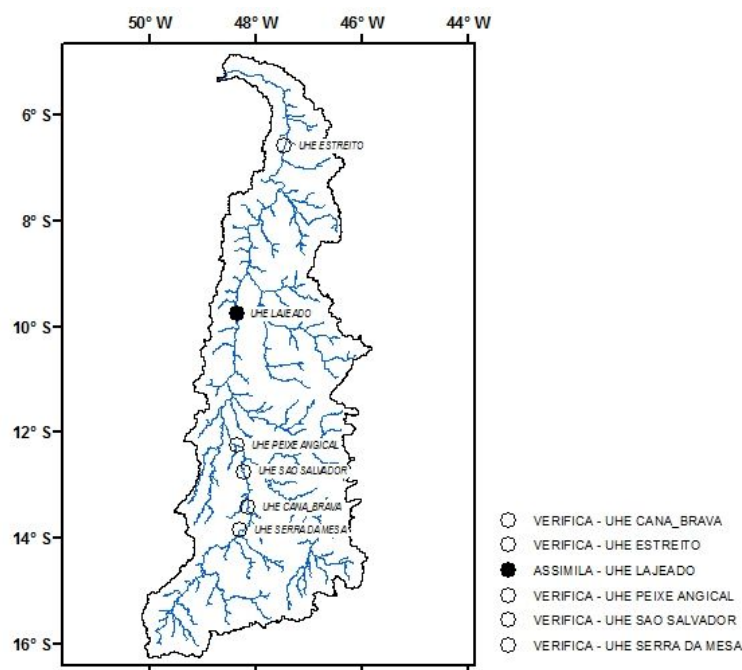 50° W 48° W 46° W 44° W
6° S
UHE ESTREITO
8° S
UHE LAJEADO
10° S
12° S
UHE PEIXE ANGICAL
UHE SAO SALVADOR
UHE CANA_BRAVA
UHE SERRA DA MESA
14° S
16° S
VERIFICA - UHE CANA_BRAVA
VERIFICA - UHE ESTREITO
ASSIMILA - UHE LAJEADO
VERIFICA - UHE PEIXE ANGICAL
VERIFICA - UHE SAO SALVADOR
VERIFICA - UHE SERRA DA MESA